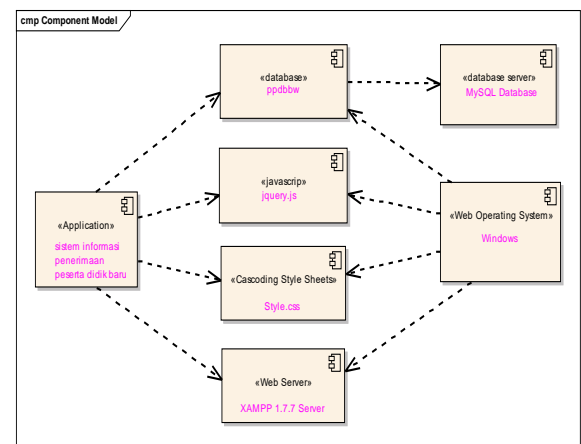 cmp Component Model
«database»
ppdbbw
«database server»
MySQL Database
«javascrip»
jquery.js
«Application»
sistem informasi
penerimaan
peserta didik baru
«Web Operating System»
Windows
«Cascoding Style Sheets»
Style.css
«Web Server»
XAMPP 1.7.7 Server